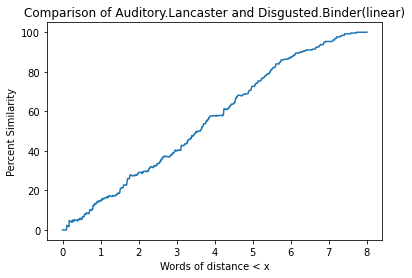 Comparison of Auditory.Lancaster and Disgusted.Binder(linear)
100
80
60
40
20
0
Percent Similarity
0 1 2 3 4 5 6 7 8
Words of distance < x